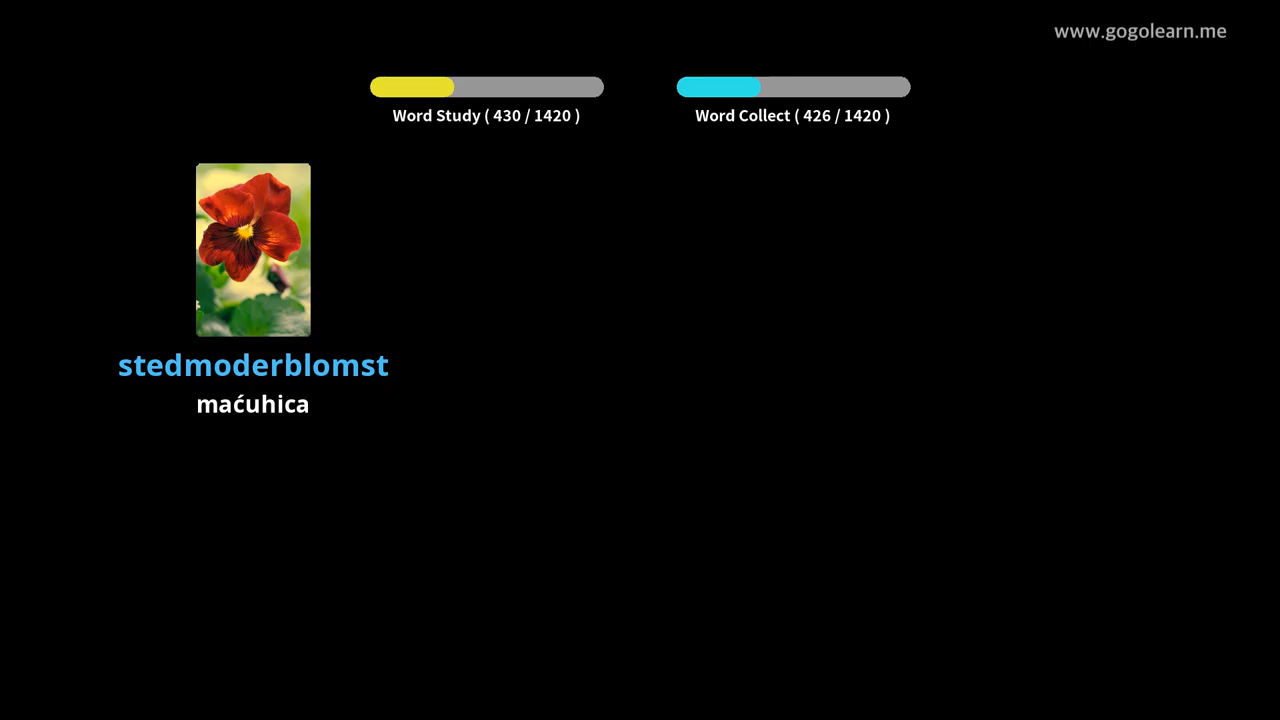 www.gogolearn.me
Word Study ( 430 / 1420 )
Word Collect ( 426 / 1420 )
stedmoderblomst
maćuhica